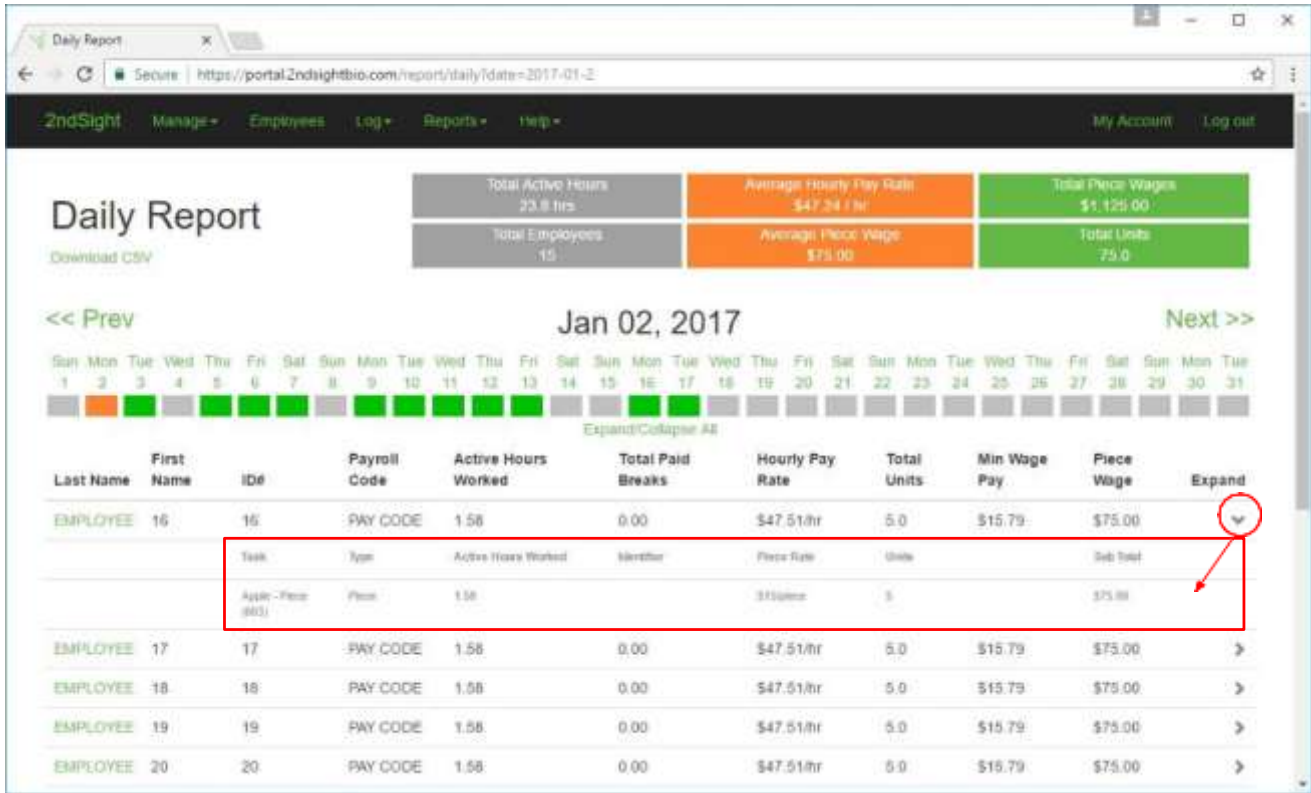 Daily Report
Secure https://portal.2ndsightbio.com/report/daily?date=2017-01-2
2ndSight Manage Employees Log Reports Help My Account Log out
Total Active Hours Average Hourly Pay Rate Total Piece Wages
23.8 hrs $47.24 / hr $1,125.00
Daily Report
Total Employees Average Piece Wage Total Units
15 $75.00 75.0
Download CSV
<< Prev Jan 02, 2017 Next >>
Sun Mon Tue Wed Thu Fri Sat Sun Mon Tue Wed Thu Fri Sat Sun Mon Tue Wed Thu Fri Sat Sun Mon Tue Wed Thu Fri Sat Sun Mon Tue
1 2 3 4 5 6 7 8 9 10 11 12 13 14 15 16 17 18 19 20 21 22 23 24 25 26 27 28 29 30 31
Expand/Collapse All
Last Name First Name ID# Payroll Code Active Hours Worked Total Paid Breaks Hourly Pay Rate Total Units Min Wage Pay Piece Wage Expand
EMPLOYEE 16 16 PAY CODE 1.58 0.00 $47.51/hr 5.0 $15.79 $75.00
Task Type Active Hours Worked Identifier Piece Rate Units Sub Total
Apple - Piece Piece 1.58 $15/piece 5 $75.00
EMPLOYEE 17 17 PAY CODE 1.58 0.00 $47.51/hr 5.0 $15.79 $75.00
EMPLOYEE 18 18 PAY CODE 1.58 0.00 $47.51/hr 5.0 $15.79 $75.00
EMPLOYEE 19 19 PAY CODE 1.58 0.00 $47.51/hr 5.0 $15.79 $75.00
EMPLOYEE 20 20 PAY CODE 1.58 0.00 $47.51/hr 5.0 $15.79 $75.00